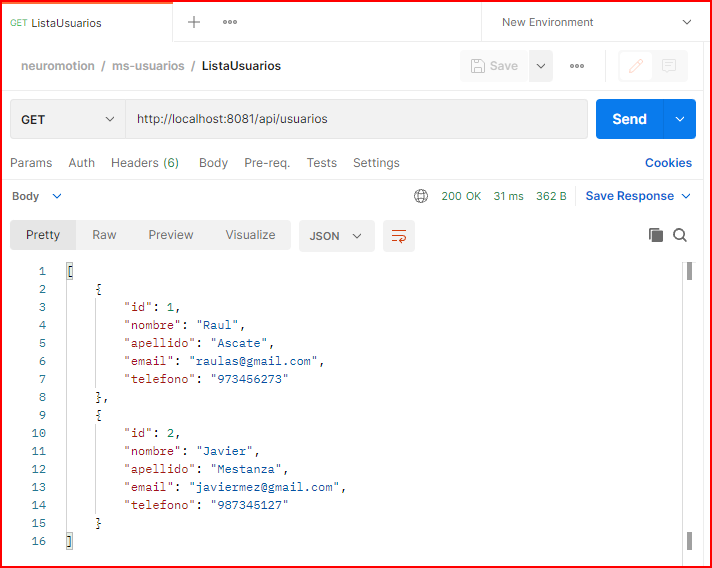 GET ListaUsuarios
New Environment
neuromotion / ms-usuarios / ListaUsuarios
Save
GET
http://localhost:8081/api/usuarios
Send
Params Auth Headers (6) Body Pre-req. Tests Settings
Cookies
Body
200 OK 31 ms 362 B Save Response
Pretty Raw Preview Visualize JSON
1 [
2 {
3 "id": 1,
4 "nombre": "Raul",
5 "apellido": "Ascate",
6 "email": "raulas@gmail.com",
7 "telefono": "973456273"
8 },
9 {
10 "id": 2,
11 "nombre": "Javier",
12 "apellido": "Mestanza",
13 "email": "javiermez@gmail.com",
14 "telefono": "987345127"
15 }
16 ]